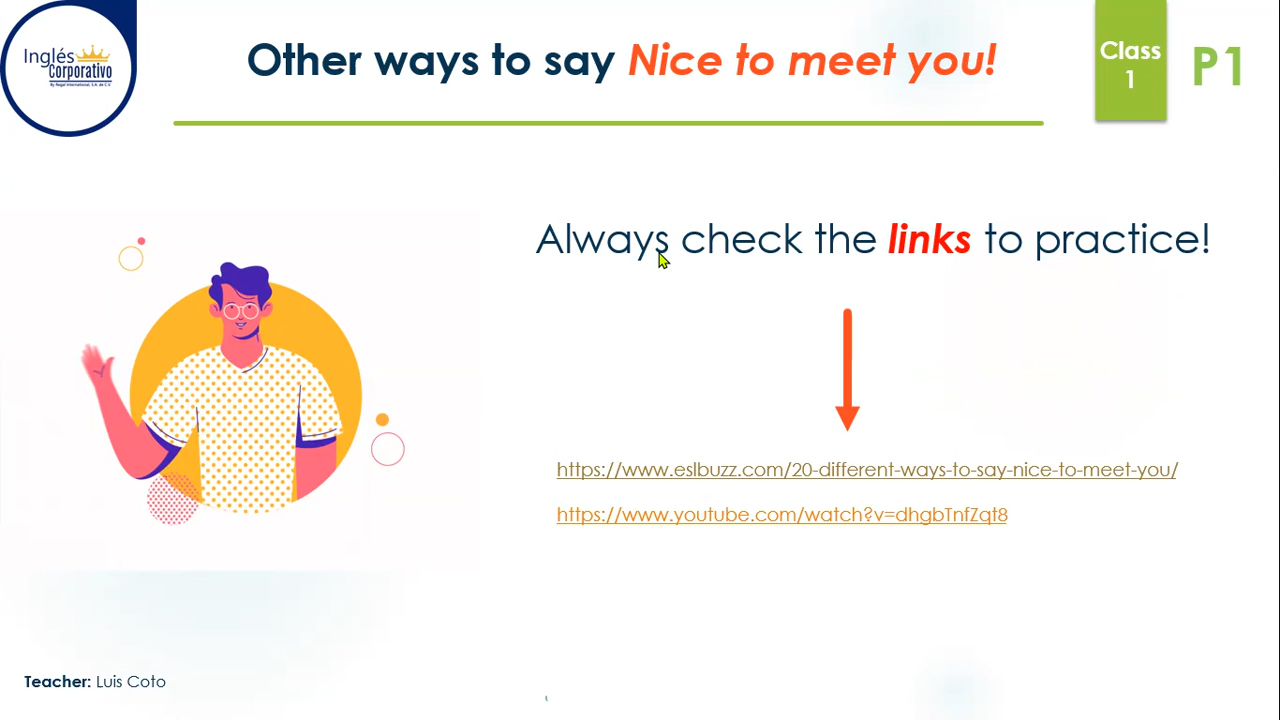 Inglés
Corporativo
By Regal International, S.A. de C.V.
Other ways to say Nice to meet you!
Class
1
P1
Always check the links to practice!
https://www.eslbuzz.com/20-different-ways-to-say-nice-to-meet-you/
https://www.youtube.com/watch?v=dhgbTnfZqt8
Teacher: Luis Coto